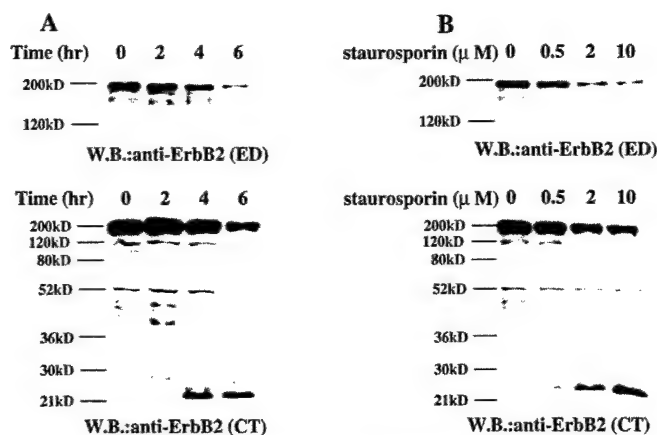 A
Time (hr) 0 2 4 6
200kD
120kD
W.B.:anti-ErbB2 (ED)
Time (hr) 0 2 4 6
200kD
120kD
80kD
52kD
36kD
30kD
21kD
W.B.:anti-ErbB2 (CT)
B
staurosporin (μ M) 0 0.5 2 10
200kD
120kD
W.B.:anti-ErbB2 (ED)
staurosporin (μ M) 0 0.5 2 10
200kD
120kD
80kD
52kD
36kD
30kD
21kD
W.B.:anti-ErbB2 (CT)